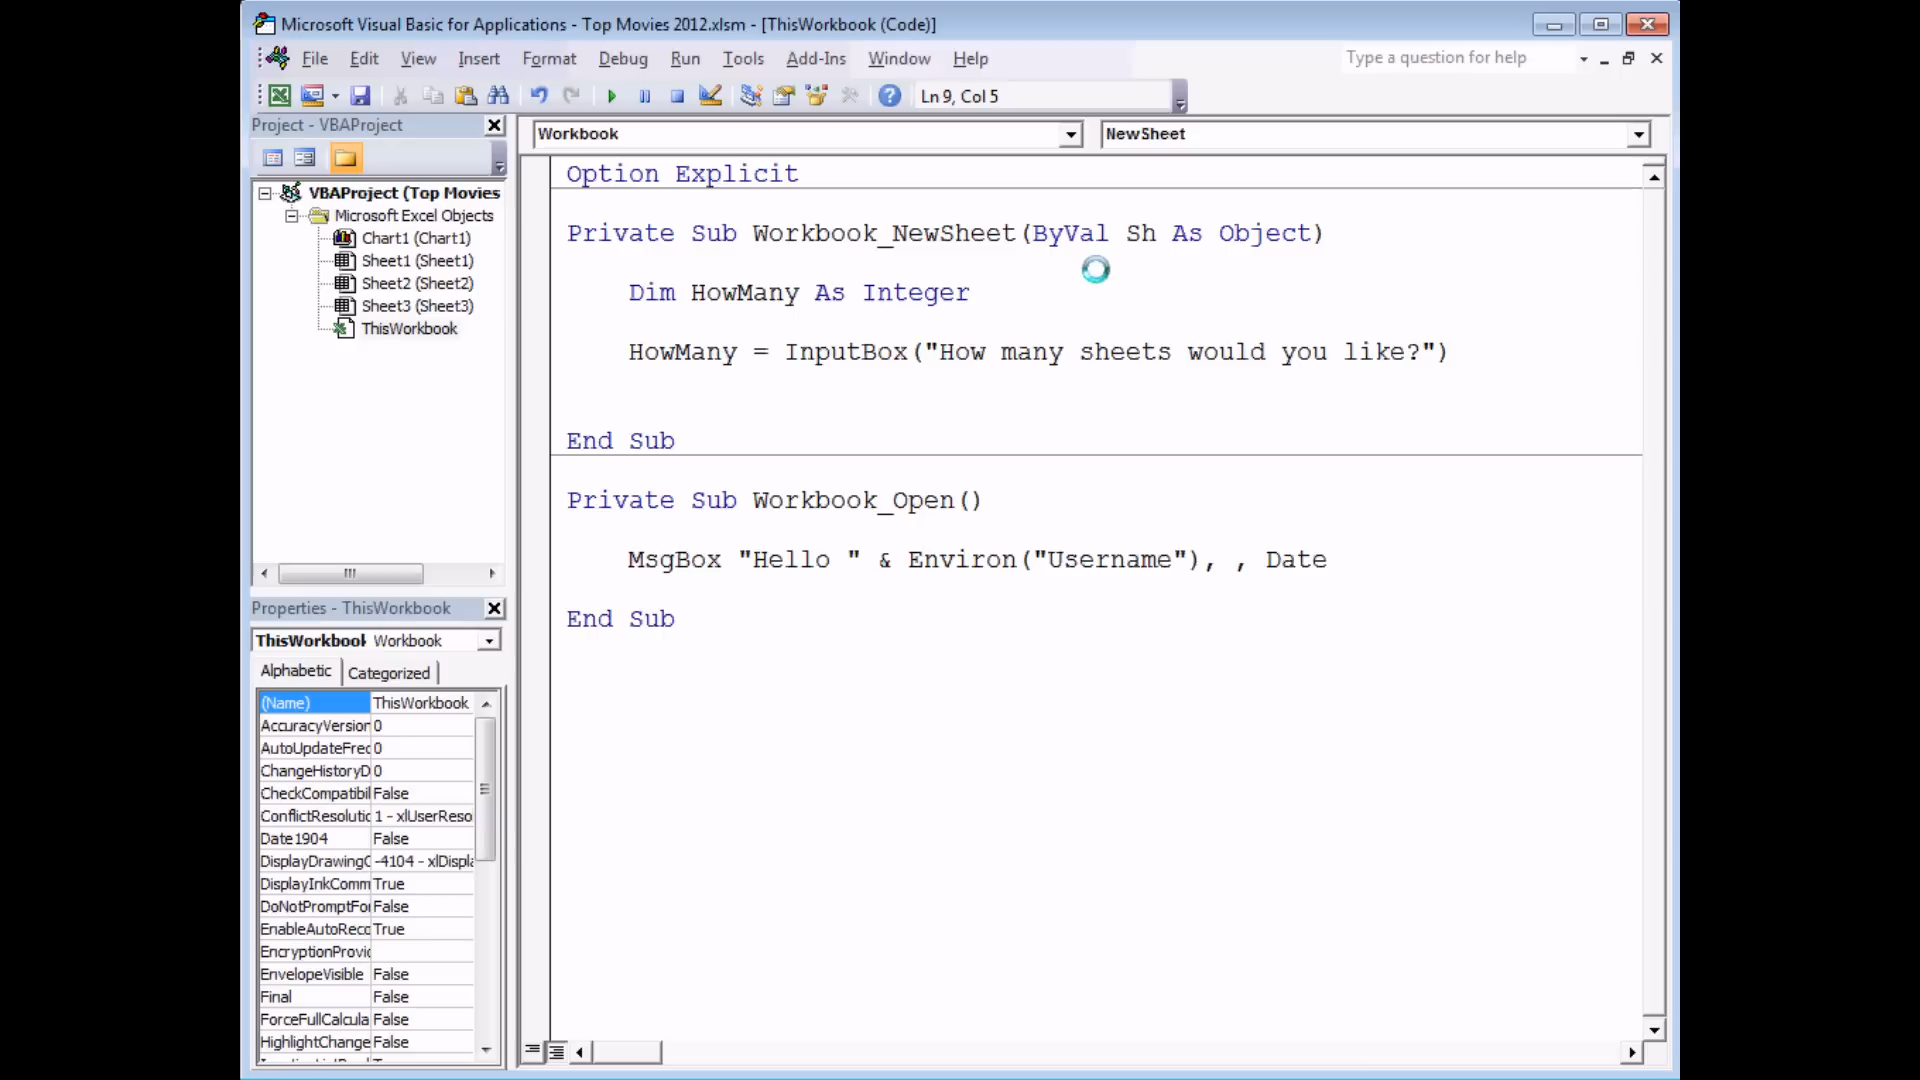 Microsoft Visual Basic for Applications - Top Movies 2012.xlsm - [ThisWorkbook (Code)]
File Edit View Insert Format Debug Run Tools Add-Ins Window Help
Type a question for help
Ln 9, Col 5
Project - VBAProject
VBAProject (Top Movies
Microsoft Excel Objects
Chart1 (Chart1)
Sheet1 (Sheet1)
Sheet2 (Sheet2)
Sheet3 (Sheet3)
ThisWorkbook
Properties - ThisWorkbook
ThisWorkbook Workbook
Alphabetic Categorized
(Name) ThisWorkbook
AccuracyVersion 0
AutoUpdateFrec 0
ChangeHistoryD 0
CheckCompatibil False
ConflictResolutic 1 - xlUserReso
Date1904 False
DisplayDrawingC -4104 - xlDispla
DisplayInkComm True
DoNotPromptFor False
EnableAutoReco True
EncryptionProvic
EnvelopeVisible False
Final False
ForceFullCalcula False
HighlightChange False
Workbook NewSheet
Option Explicit
Private Sub Workbook_NewSheet(ByVal Sh As Object)
Dim HowMany As Integer
HowMany = InputBox("How many sheets would you like?")
End Sub
Private Sub Workbook_Open()
MsgBox "Hello " & Environ("Username"), , Date
End Sub